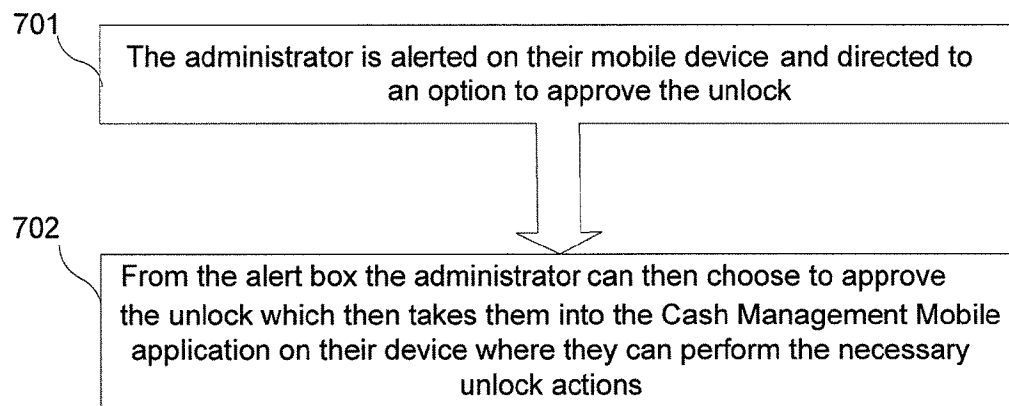 701
The administrator is alerted on their mobile device and directed to
an option to approve the unlock
702
From the alert box the administrator can then choose to approve
the unlock which then takes them into the Cash Management Mobile
application on their device where they can perform the necessary
unlock actions